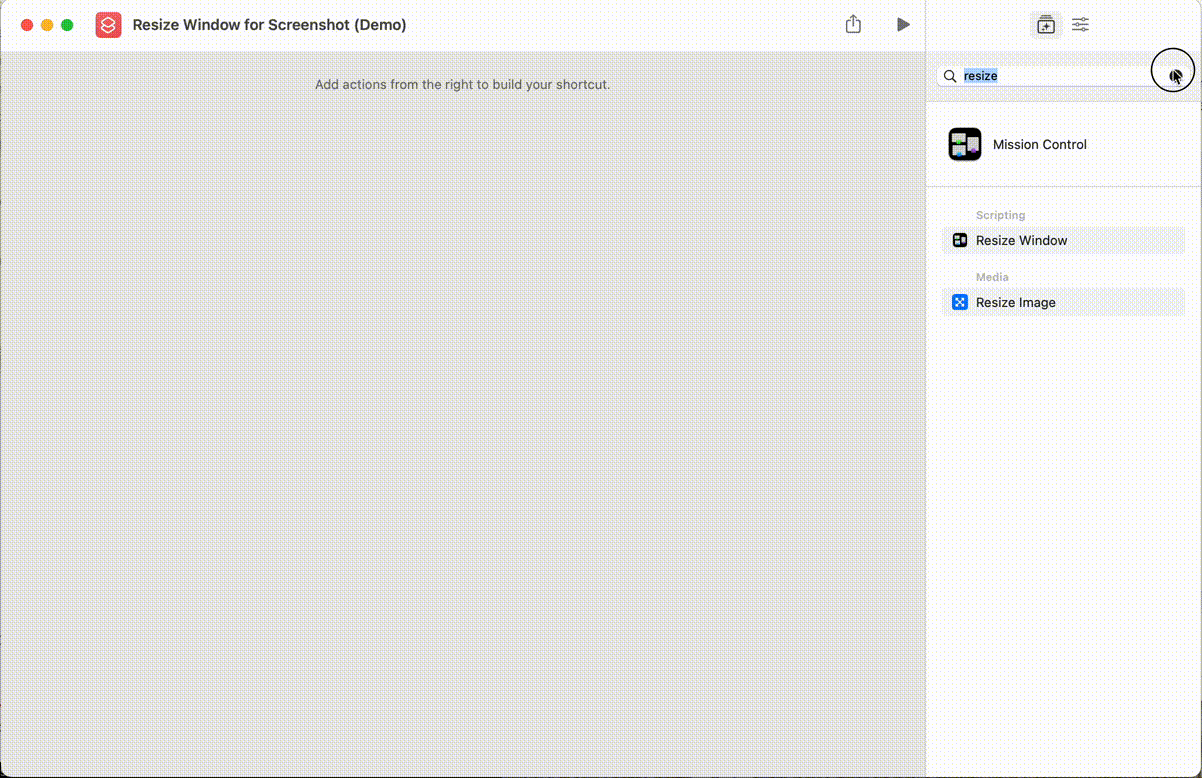 Resize Window for Screenshot (Demo)
Add actions from the right to build your shortcut.
resize
Mission Control
Scripting
Resize Window
Media
Resize Image